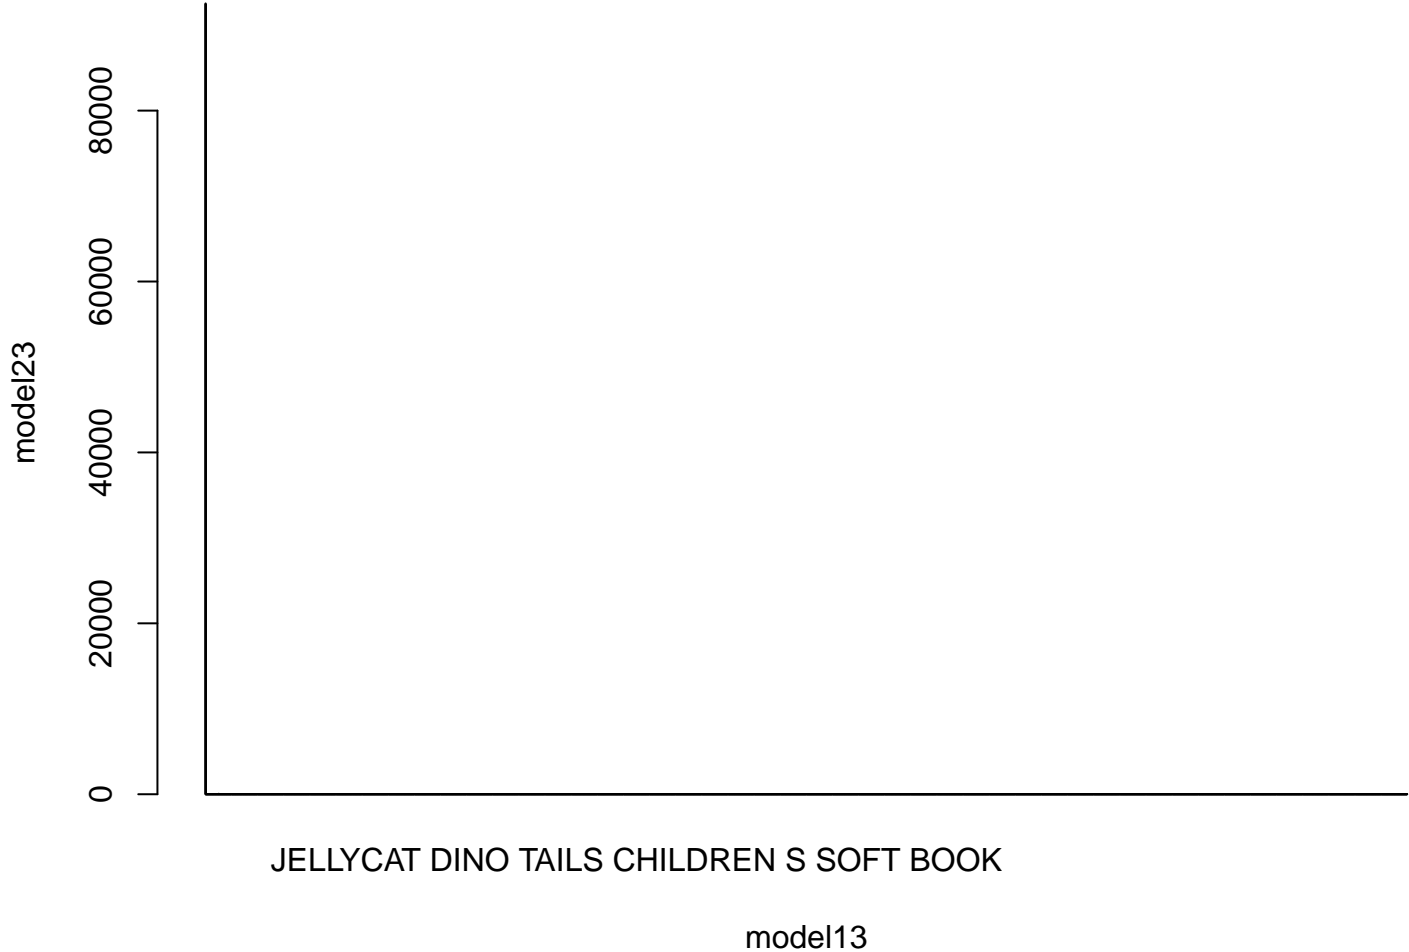 80000
60000
40000
20000
0
model23
JELLYCAT DINO TAILS CHILDREN S SOFT BOOK
model13